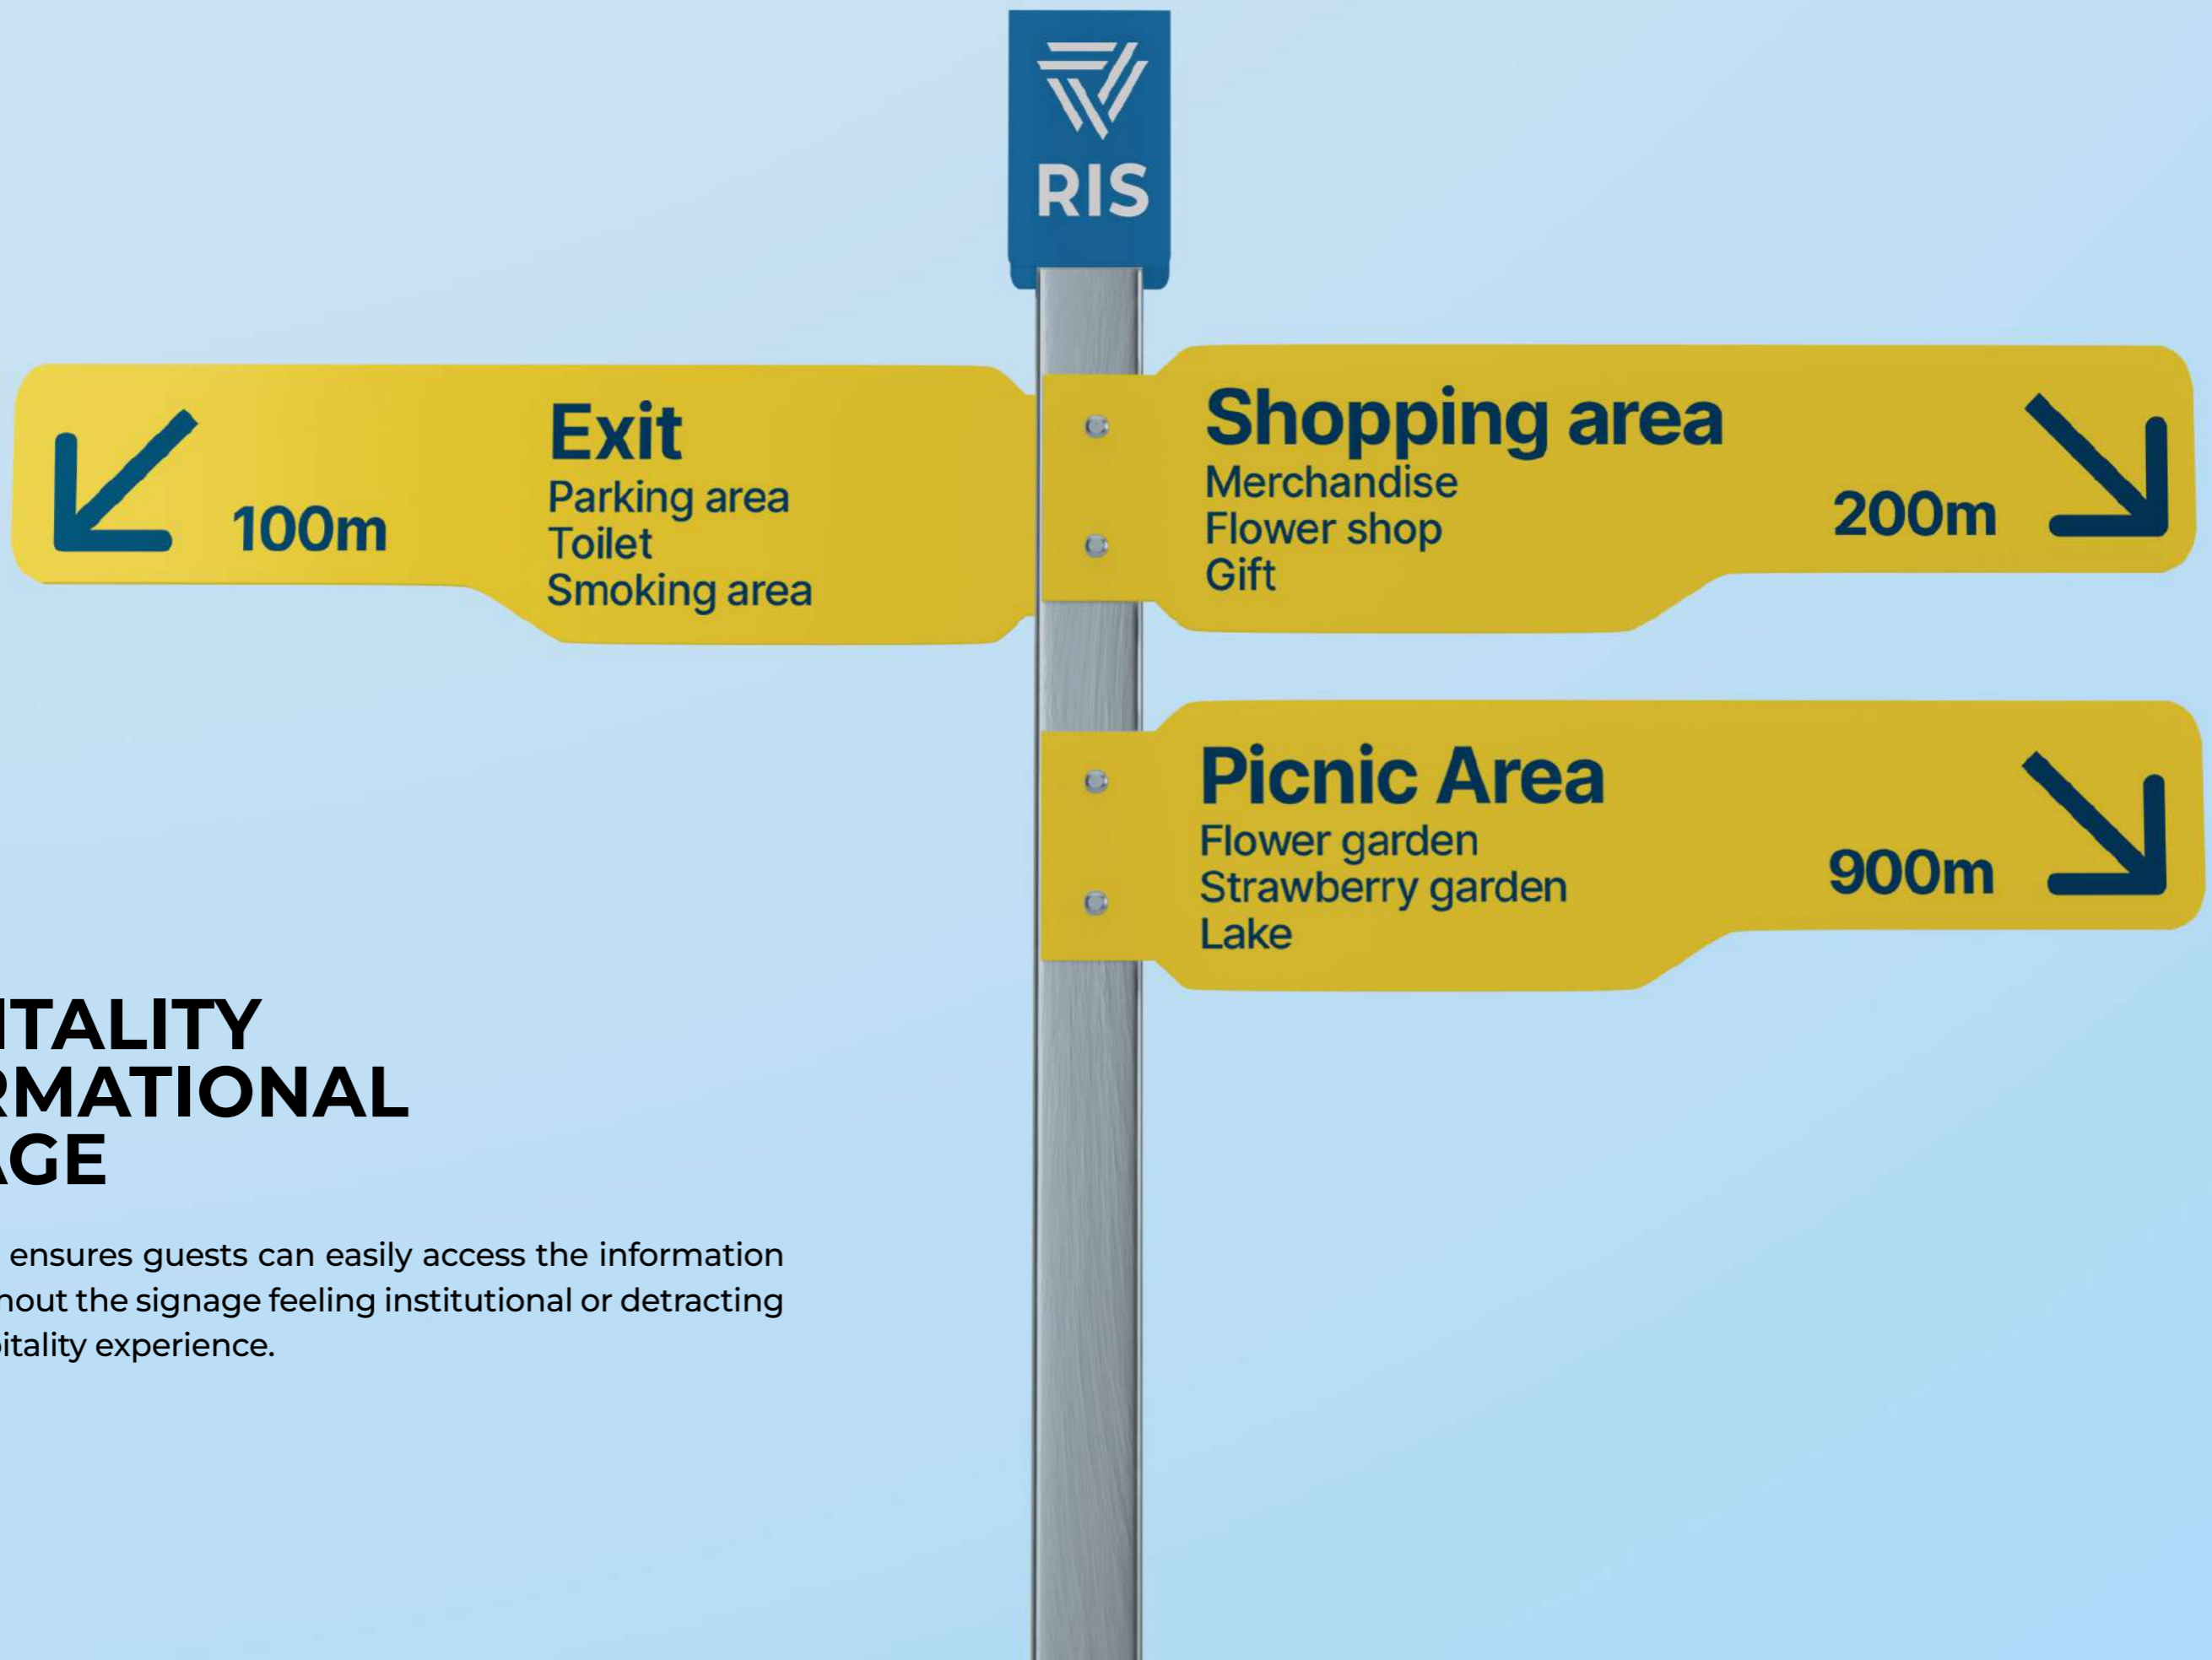 RIS
Exit
Parking area
Toilet
Smoking area
100m
Shopping area
Merchandise
Flower shop
Gift
200m
Picnic Area
Flower garden
Strawberry garden
Lake
900m
ITALITY
RMATIONAL
AGE
ensures guests can easily access the information
hout the signage feeling institutional or detracting
pitality experience.